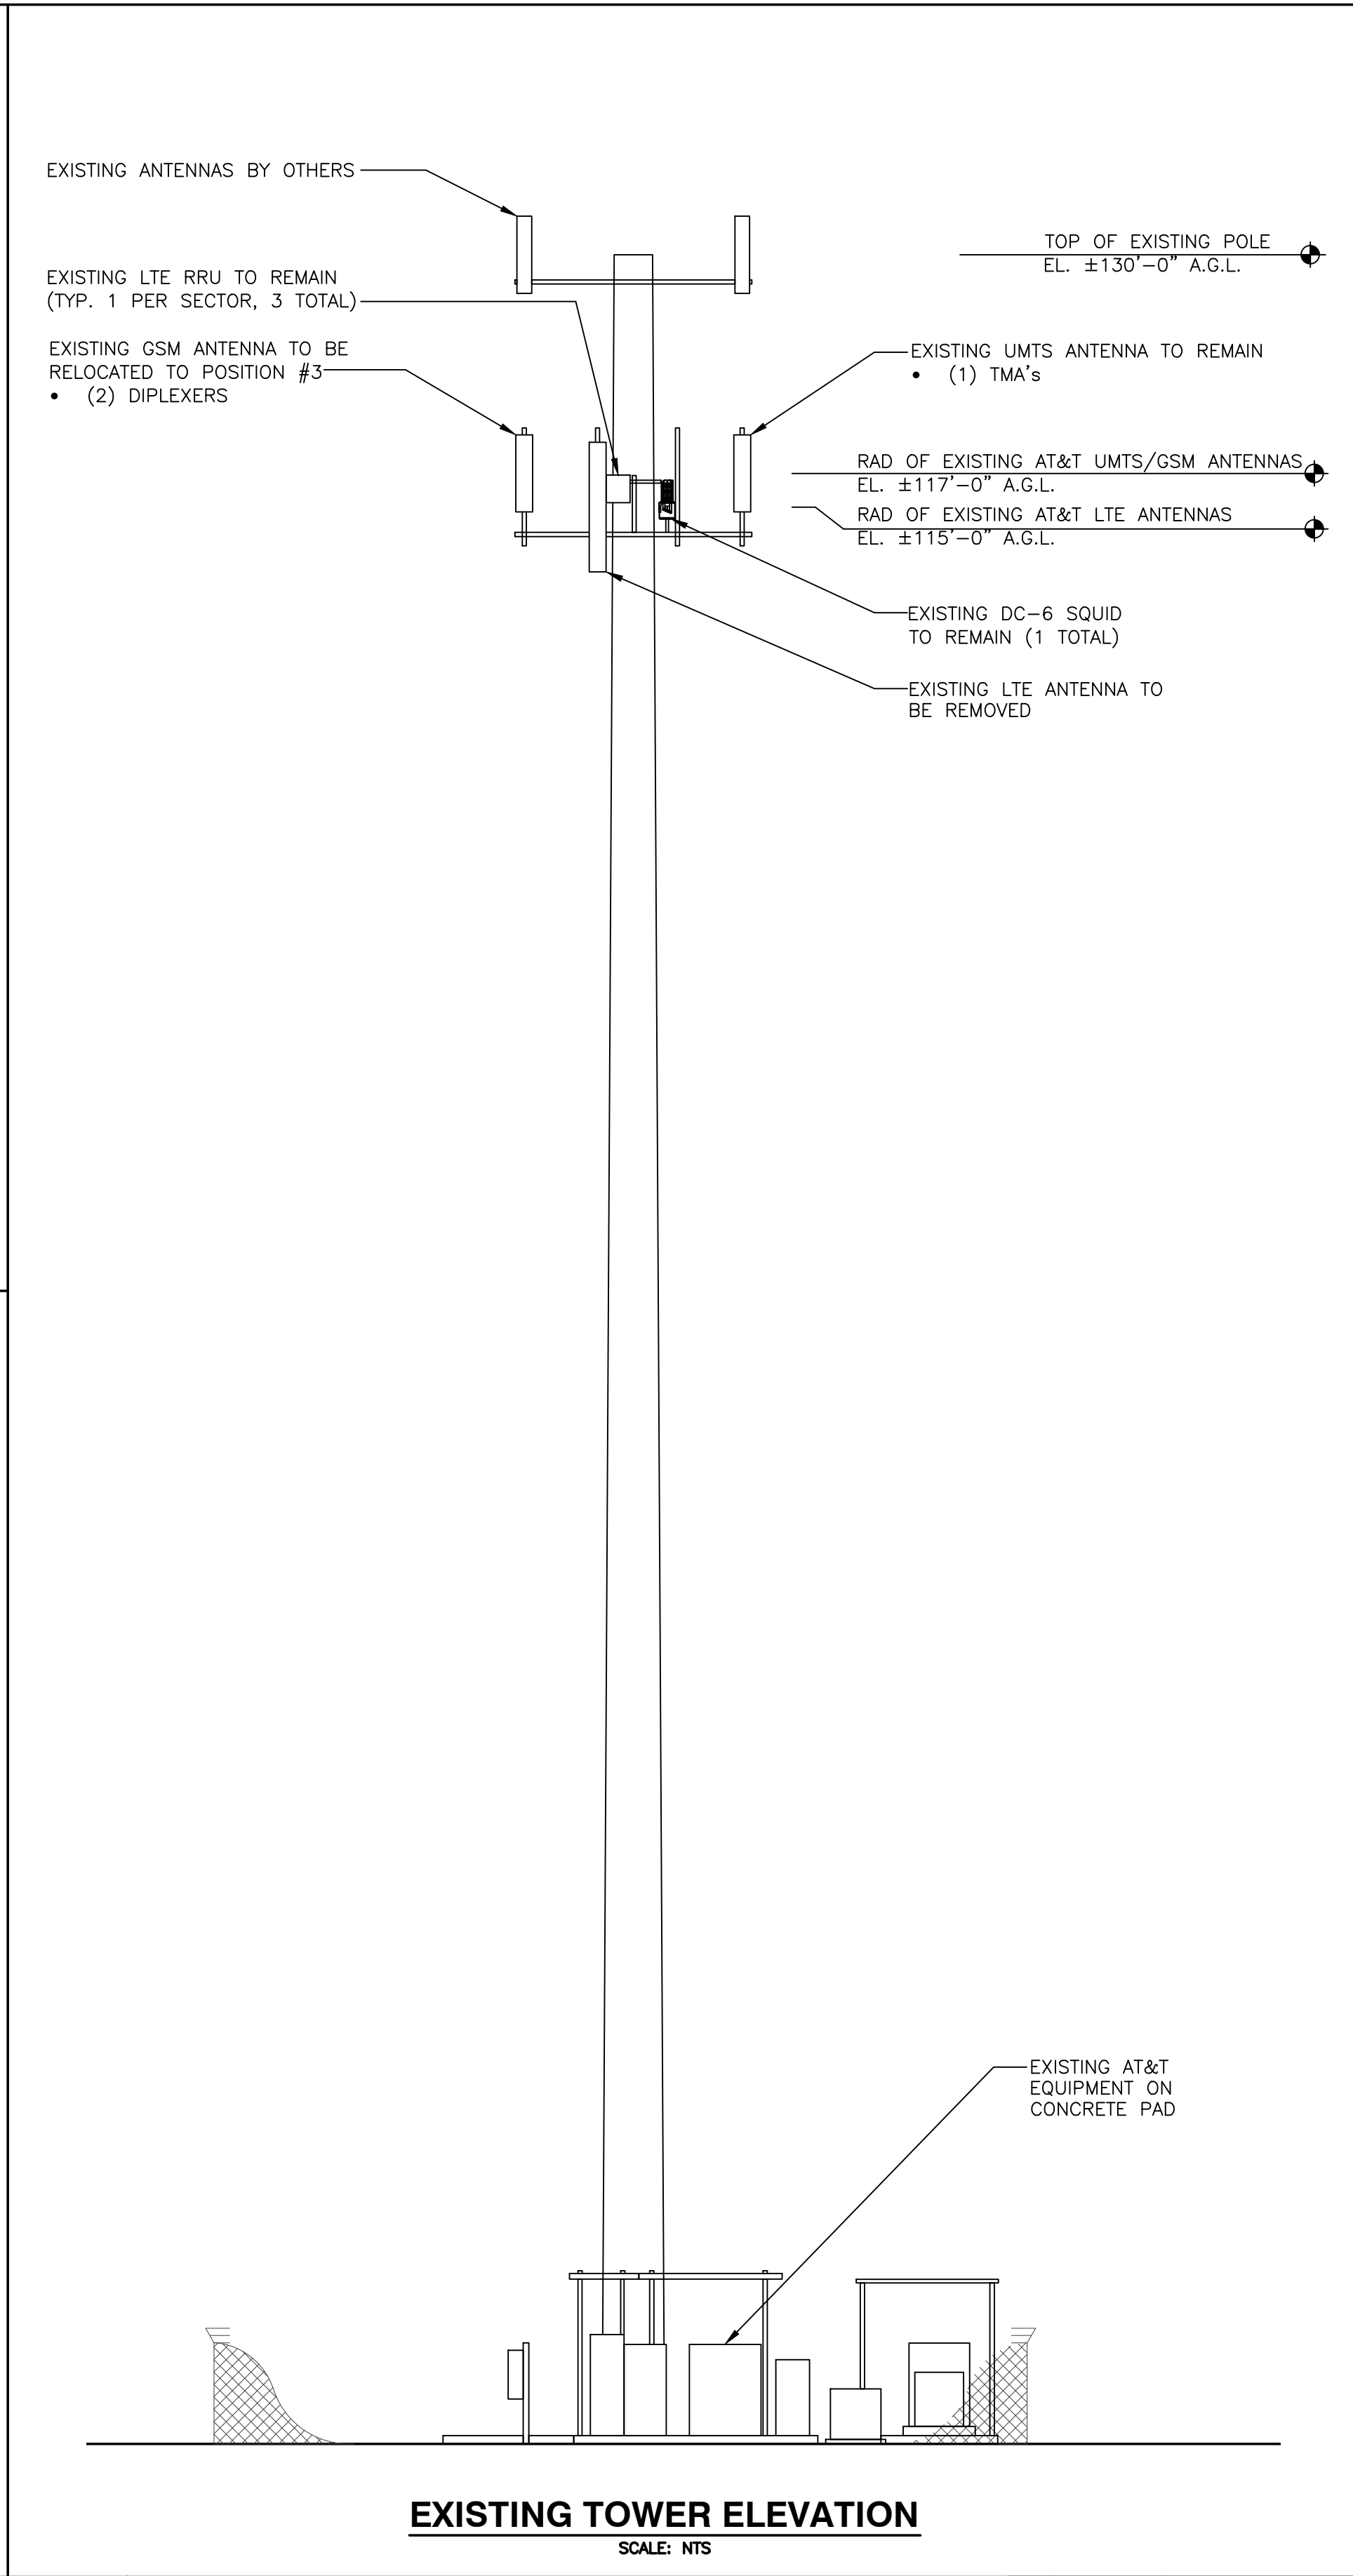 EXISTING ANTENNAS BY OTHERS
TOP OF EXISTING POLE
EL. ±130'-0" A.G.L.
EXISTING LTE RRU TO REMAIN
(TYP. 1 PER SECTOR, 3 TOTAL)
EXISTING GSM ANTENNA TO BE
RELOCATED TO POSITION #3
• (2) DIPLEXERS
EXISTING UMTS ANTENNA TO REMAIN
• (1) TMA's
RAD OF EXISTING AT&T UMTS/GSM ANTENNAS
EL. ±117'-0" A.G.L.
RAD OF EXISTING AT&T LTE ANTENNAS
EL. ±115'-0" A.G.L.
EXISTING DC-6 SQUID
TO REMAIN (1 TOTAL)
EXISTING LTE ANTENNA TO
BE REMOVED
EXISTING AT&T
EQUIPMENT ON
CONCRETE PAD
EXISTING TOWER ELEVATION
SCALE: NTS